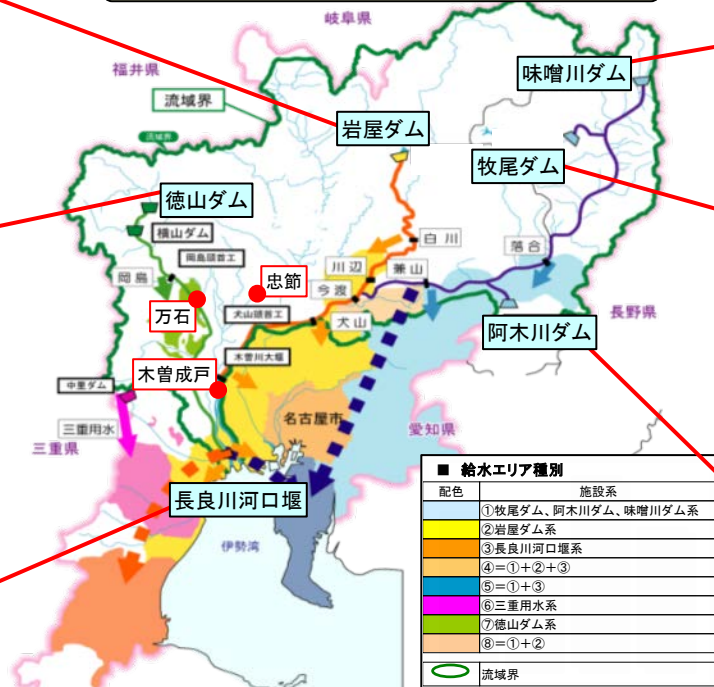 岐阜県
味噌川ダム
福井県
流域界
岩屋ダム
流域界
牧尾ダム
徳山ダム
横山ダム
岡島頭首工
白川
落合
川辺
兼山
岡島
忠節
今渡
万石
犬山頭首工
長野県
犬山
阿木川ダム
木曽川大堰
木曽成戸
中里ダム
名古屋市
三重用水
愛知県
三重県
長良川河口堰
伊勢湾
■ 給水エリア種別
配色 施設系
①牧尾ダム、阿木川ダム、味噌川ダム系
②岩屋ダム系
③長良川河口堰系
④=①+②+③
⑤=①+③
⑥三重用水系
⑦徳山ダム系
⑧=①+②
流域界